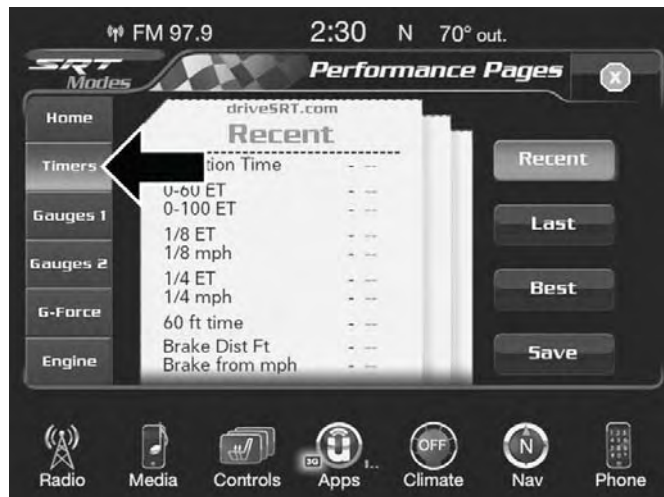 FM 97.9 2:30 N 70° out.
SRT Modes Performance Pages X
Home
Timers
Gauges 1
Gauges 2
G-Force
Engine
driveSRT.com
Recent
tion Time - --
0-60 ET - --
0-100 ET - --
1/8 ET - --
1/8 mph - --
1/4 ET - --
1/4 mph - --
60 ft time - --
Brake Dist Ft - --
Brake from mph - --
Recent
Last
Best
Save
3G
OFF
N
Radio Media Controls Apps Climate Nav Phone